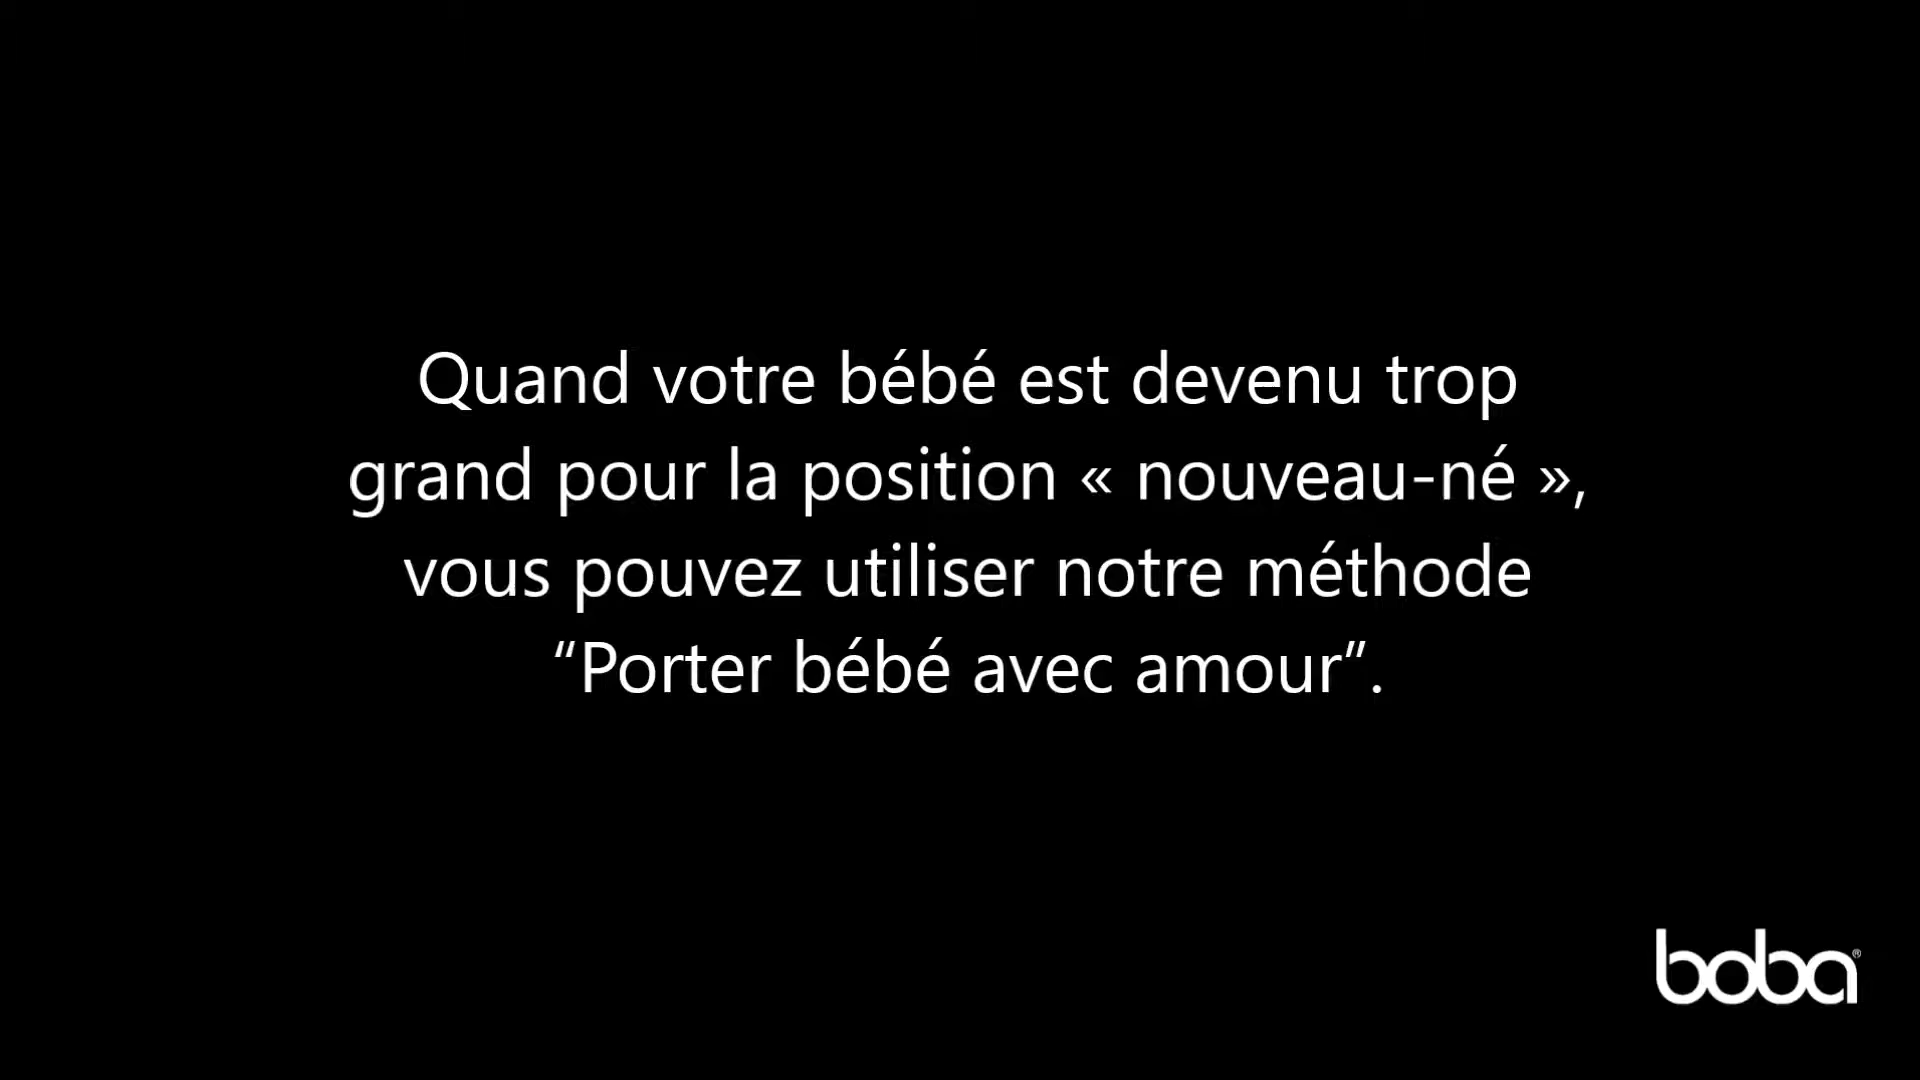 Quand votre bébé est devenu trop
grand pour la position « nouveau-né »,
vous pouvez utiliser notre méthode
“Porter bébé avec amour”.
boba®